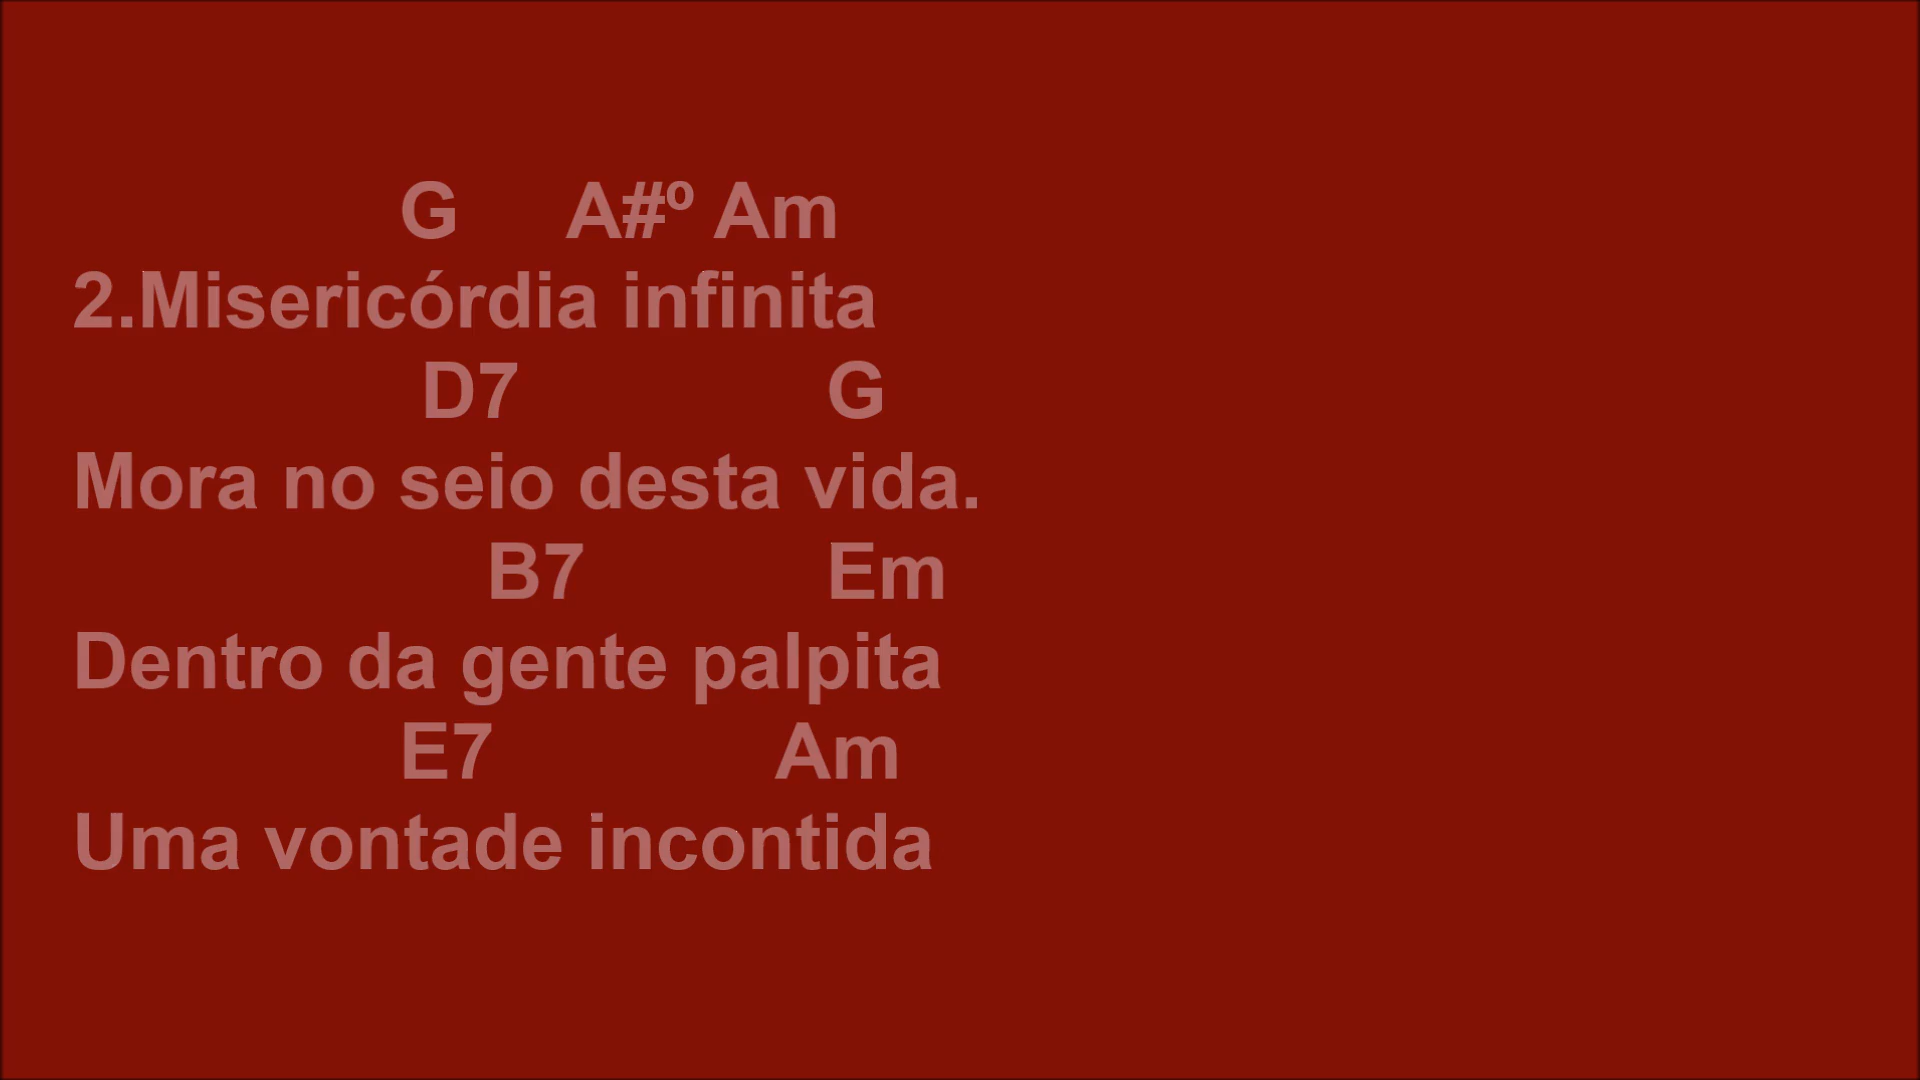 G A#º Am
2.Misericórdia infinita
D7 G
Mora no seio desta vida.
B7 Em
Dentro da gente palpita
E7 Am
Uma vontade incontida